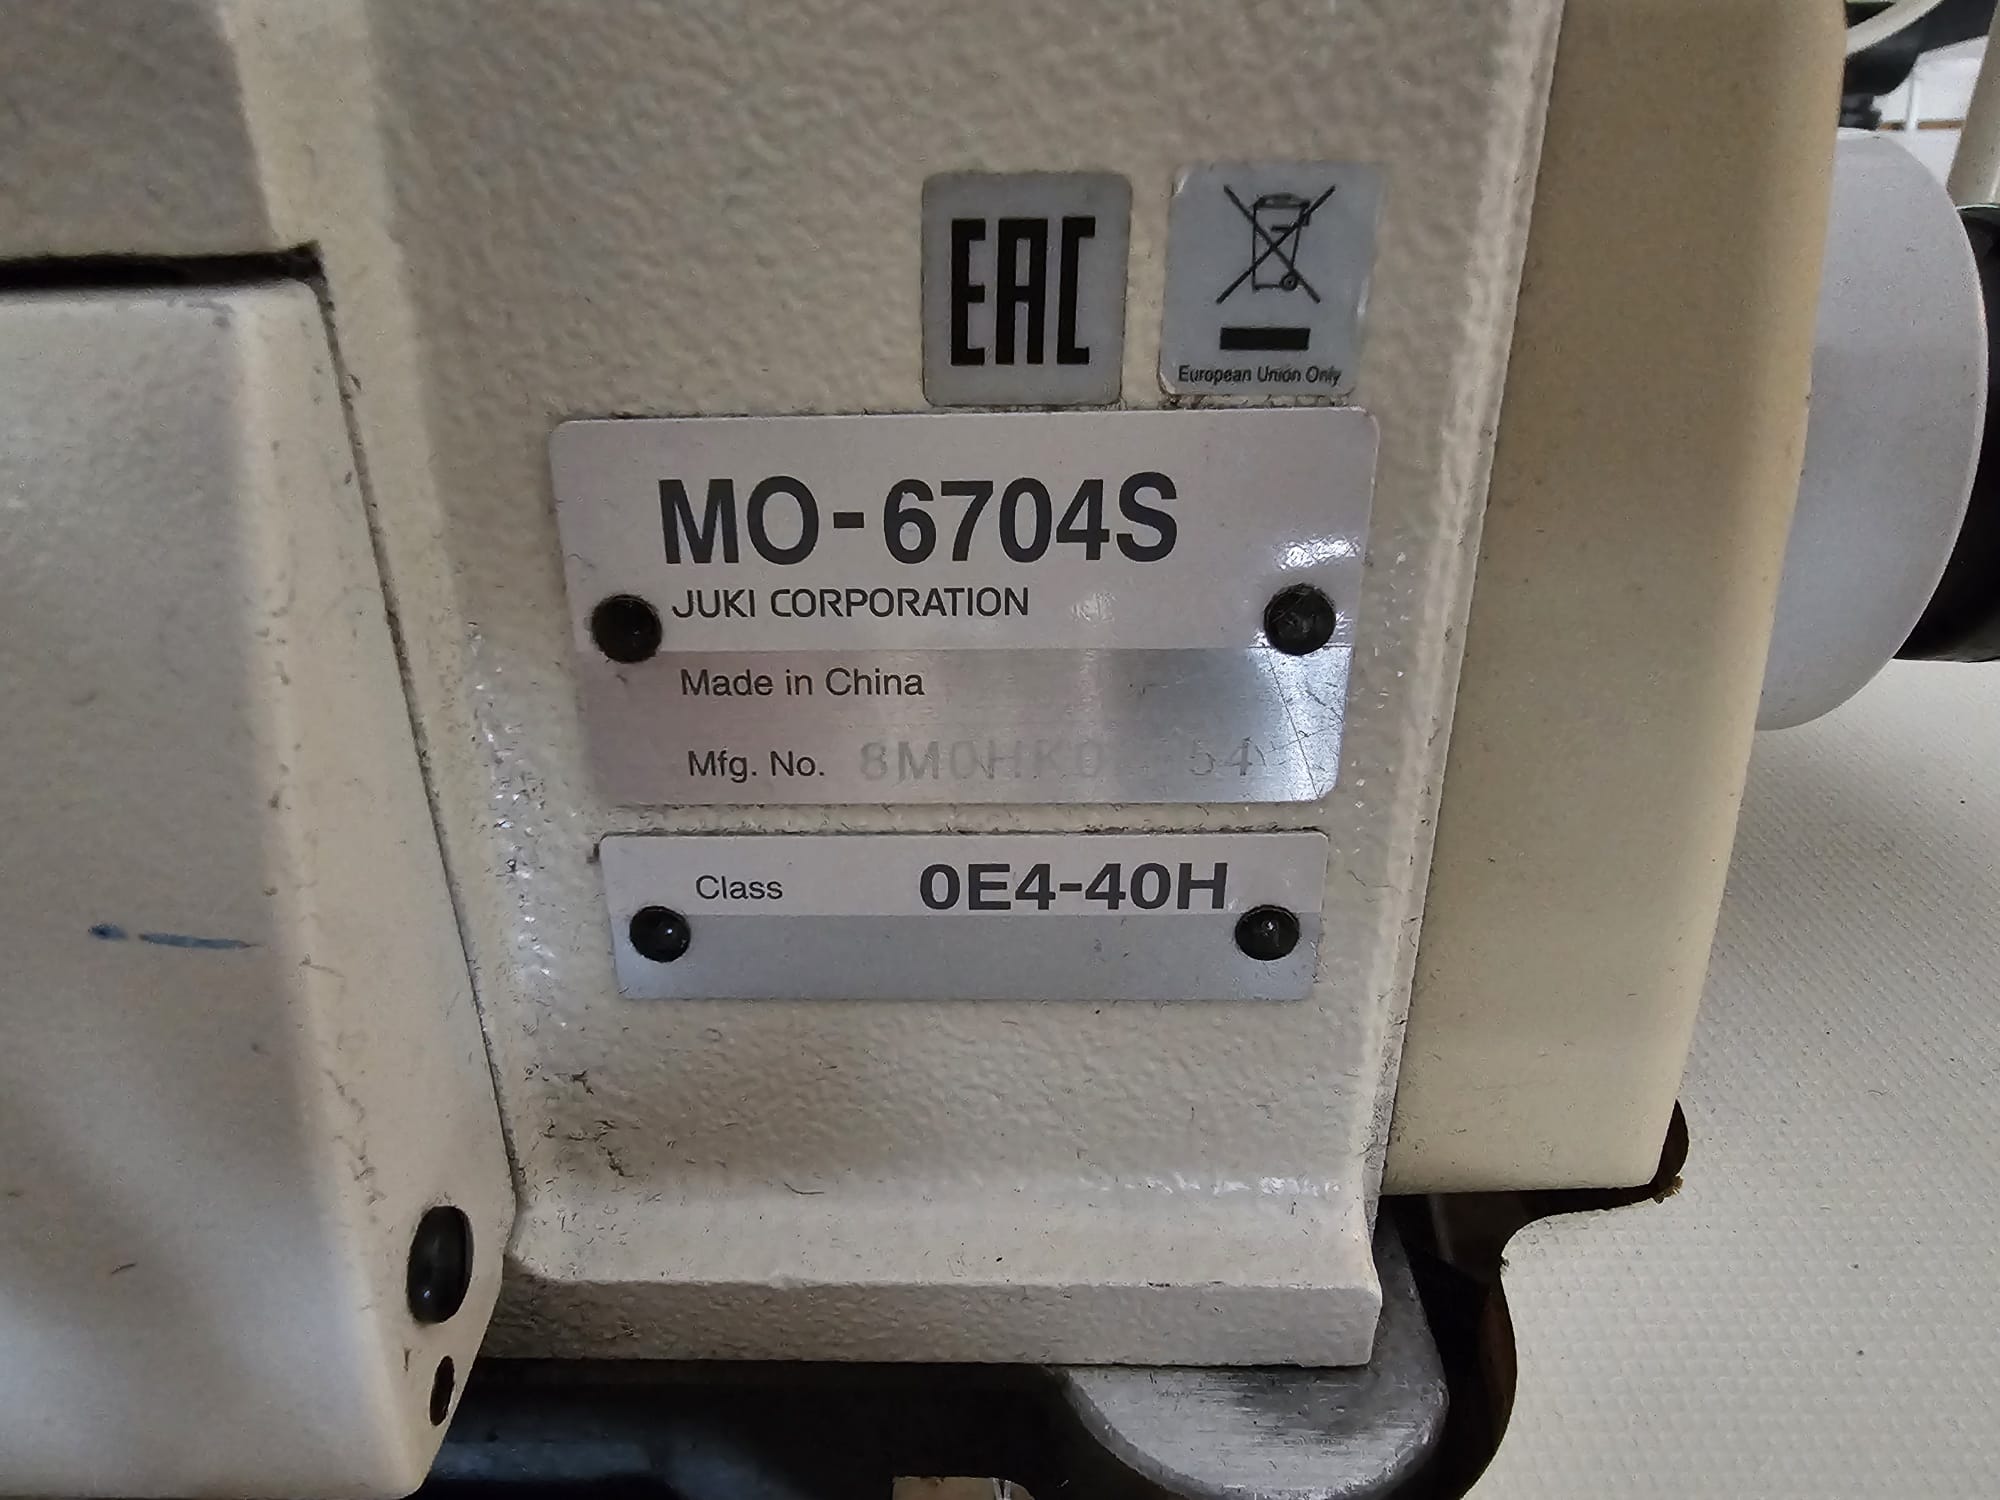 EAC
European Union Only
MO-6704S
JUKI CORPORATION
Made in China
Mfg. No.
Class 0E4-40H